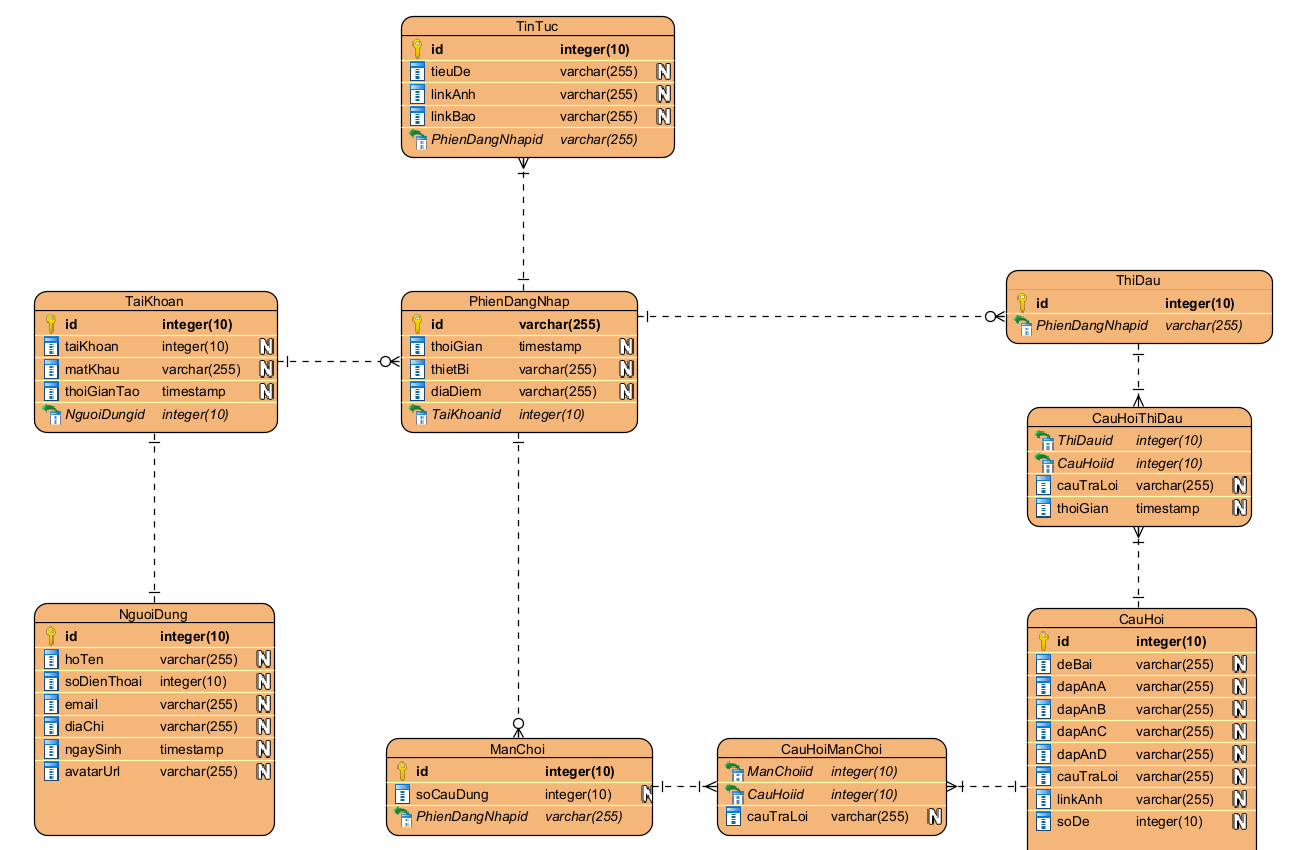 TinTuc
id integer(10)
tieuDe varchar(255) N
linkAnh varchar(255) N
linkBao varchar(255) N
PhienDangNhapid varchar(255)
TaiKhoan
id integer(10)
taiKhoan integer(10) N
matKhau varchar(255) N
thoiGianTao timestamp N
NguoiDungid integer(10)
PhienDangNhap
id varchar(255)
thoiGian timestamp N
thietBi varchar(255) N
diaDiem varchar(255) N
TaiKhoanid integer(10)
ThiDau
id integer(10)
PhienDangNhapid varchar(255)
CauHoiThiDau
ThiDauid integer(10)
CauHoiid integer(10)
cauTraLoi varchar(255) N
thoiGian timestamp N
NguoiDung
id integer(10)
hoTen varchar(255) N
soDienThoai integer(10) N
email varchar(255) N
diaChi varchar(255) N
ngaySinh timestamp N
avatarUrl varchar(255) N
ManChoi
id integer(10)
soCauDung integer(10) N
PhienDangNhapid varchar(255)
CauHoiManChoi
ManChoiid integer(10)
CauHoiid integer(10)
cauTraLoi varchar(255) N
CauHoi
id integer(10)
deBai varchar(255) N
dapAnA varchar(255) N
dapAnB varchar(255) N
dapAnC varchar(255) N
dapAnD varchar(255) N
cauTraLoi varchar(255) N
linkAnh varchar(255) N
soDe integer(10) N